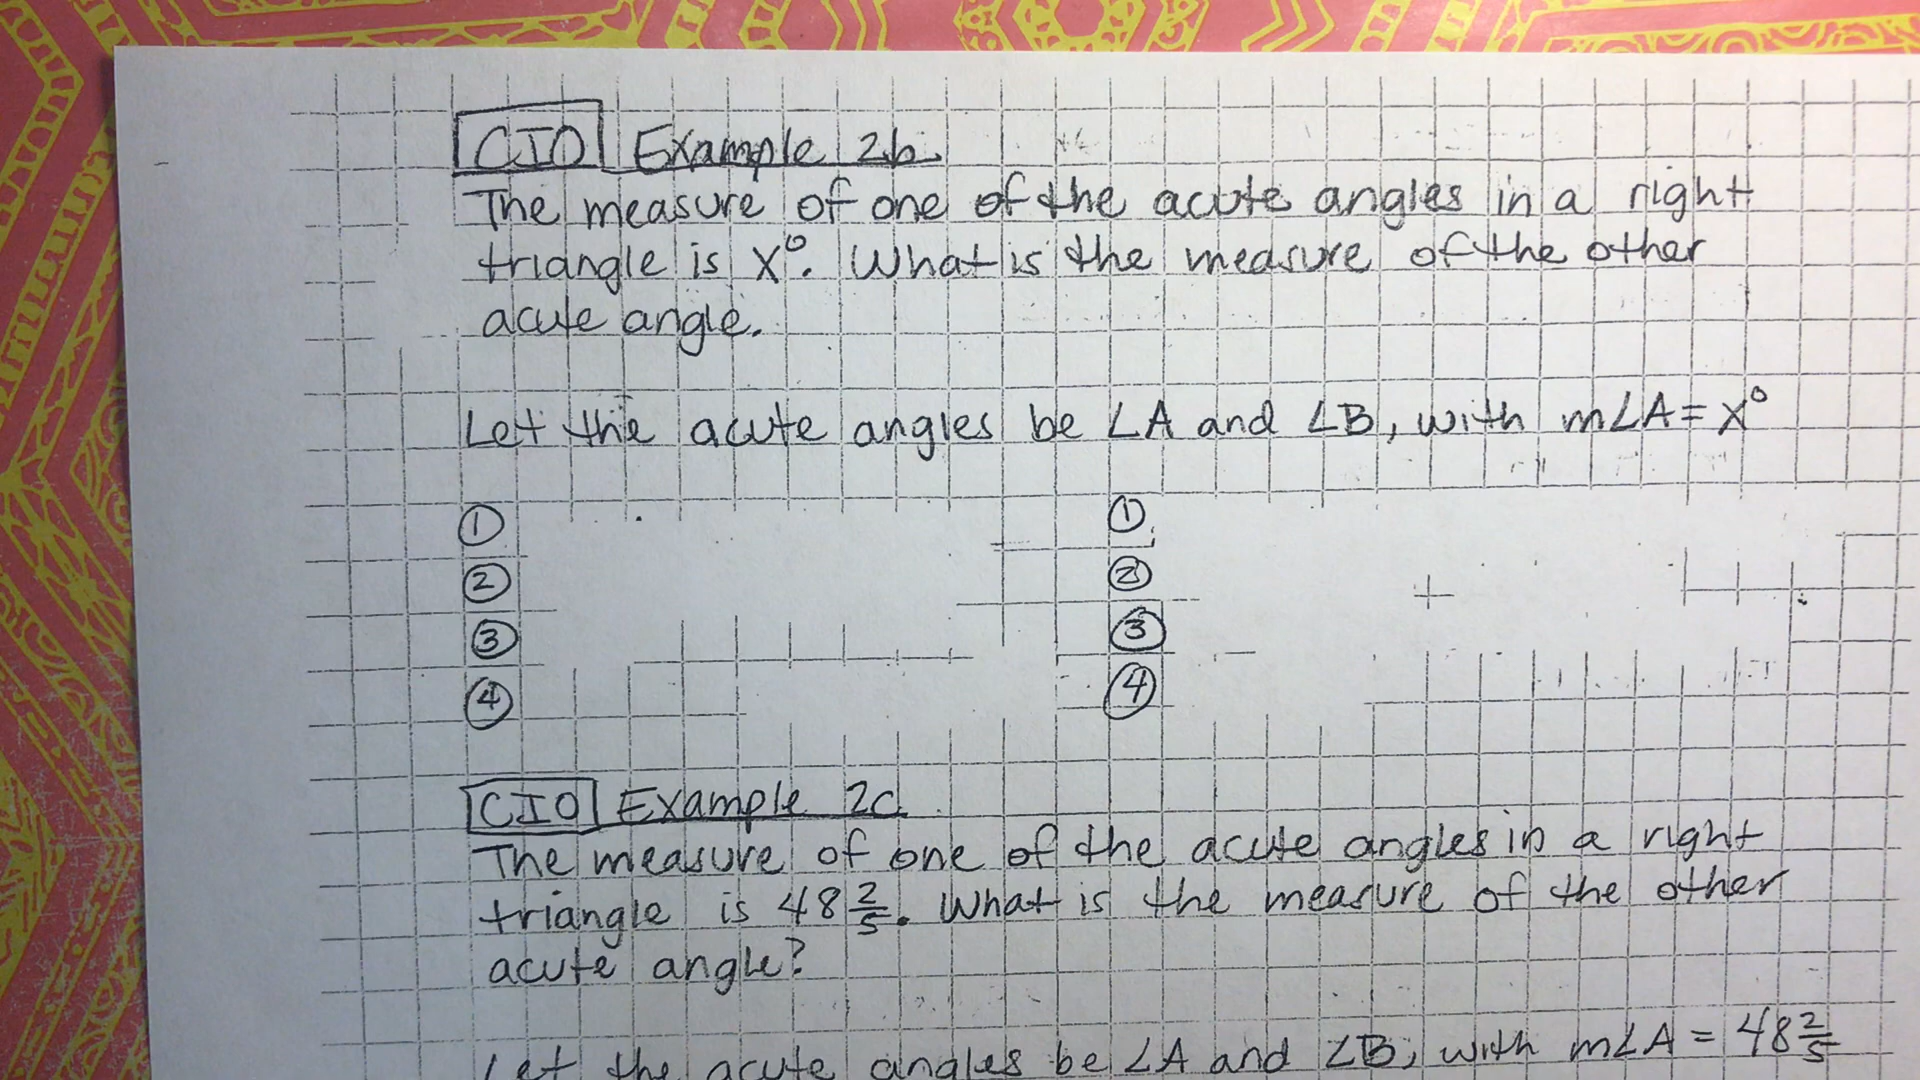 CIO Example 2b
The measure of one of the acute angles in a right
triangle is x°. What is the measure of the other
acute angle.
Let the acute angles be ∠A and ∠B, with m∠A = x°
① ①
② ②
③ ③
④ ④
CIO Example 2c
The measure of one of the acute angles in a right
triangle is 48 2/5. What is the measure of the other
acute angle?
Let the acute angles be ∠A and ∠B, with m∠A = 48 2/5